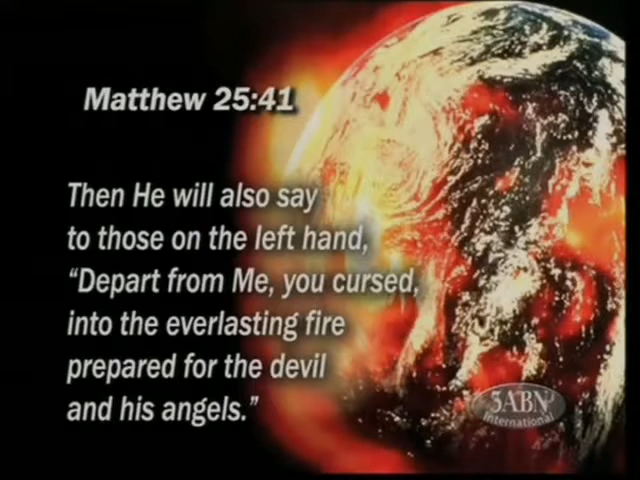 Matthew 25:41
Then He will also say
to those on the left hand,
“Depart from Me, you cursed,
into the everlasting fire
prepared for the devil
and his angels.”
3ABN
International